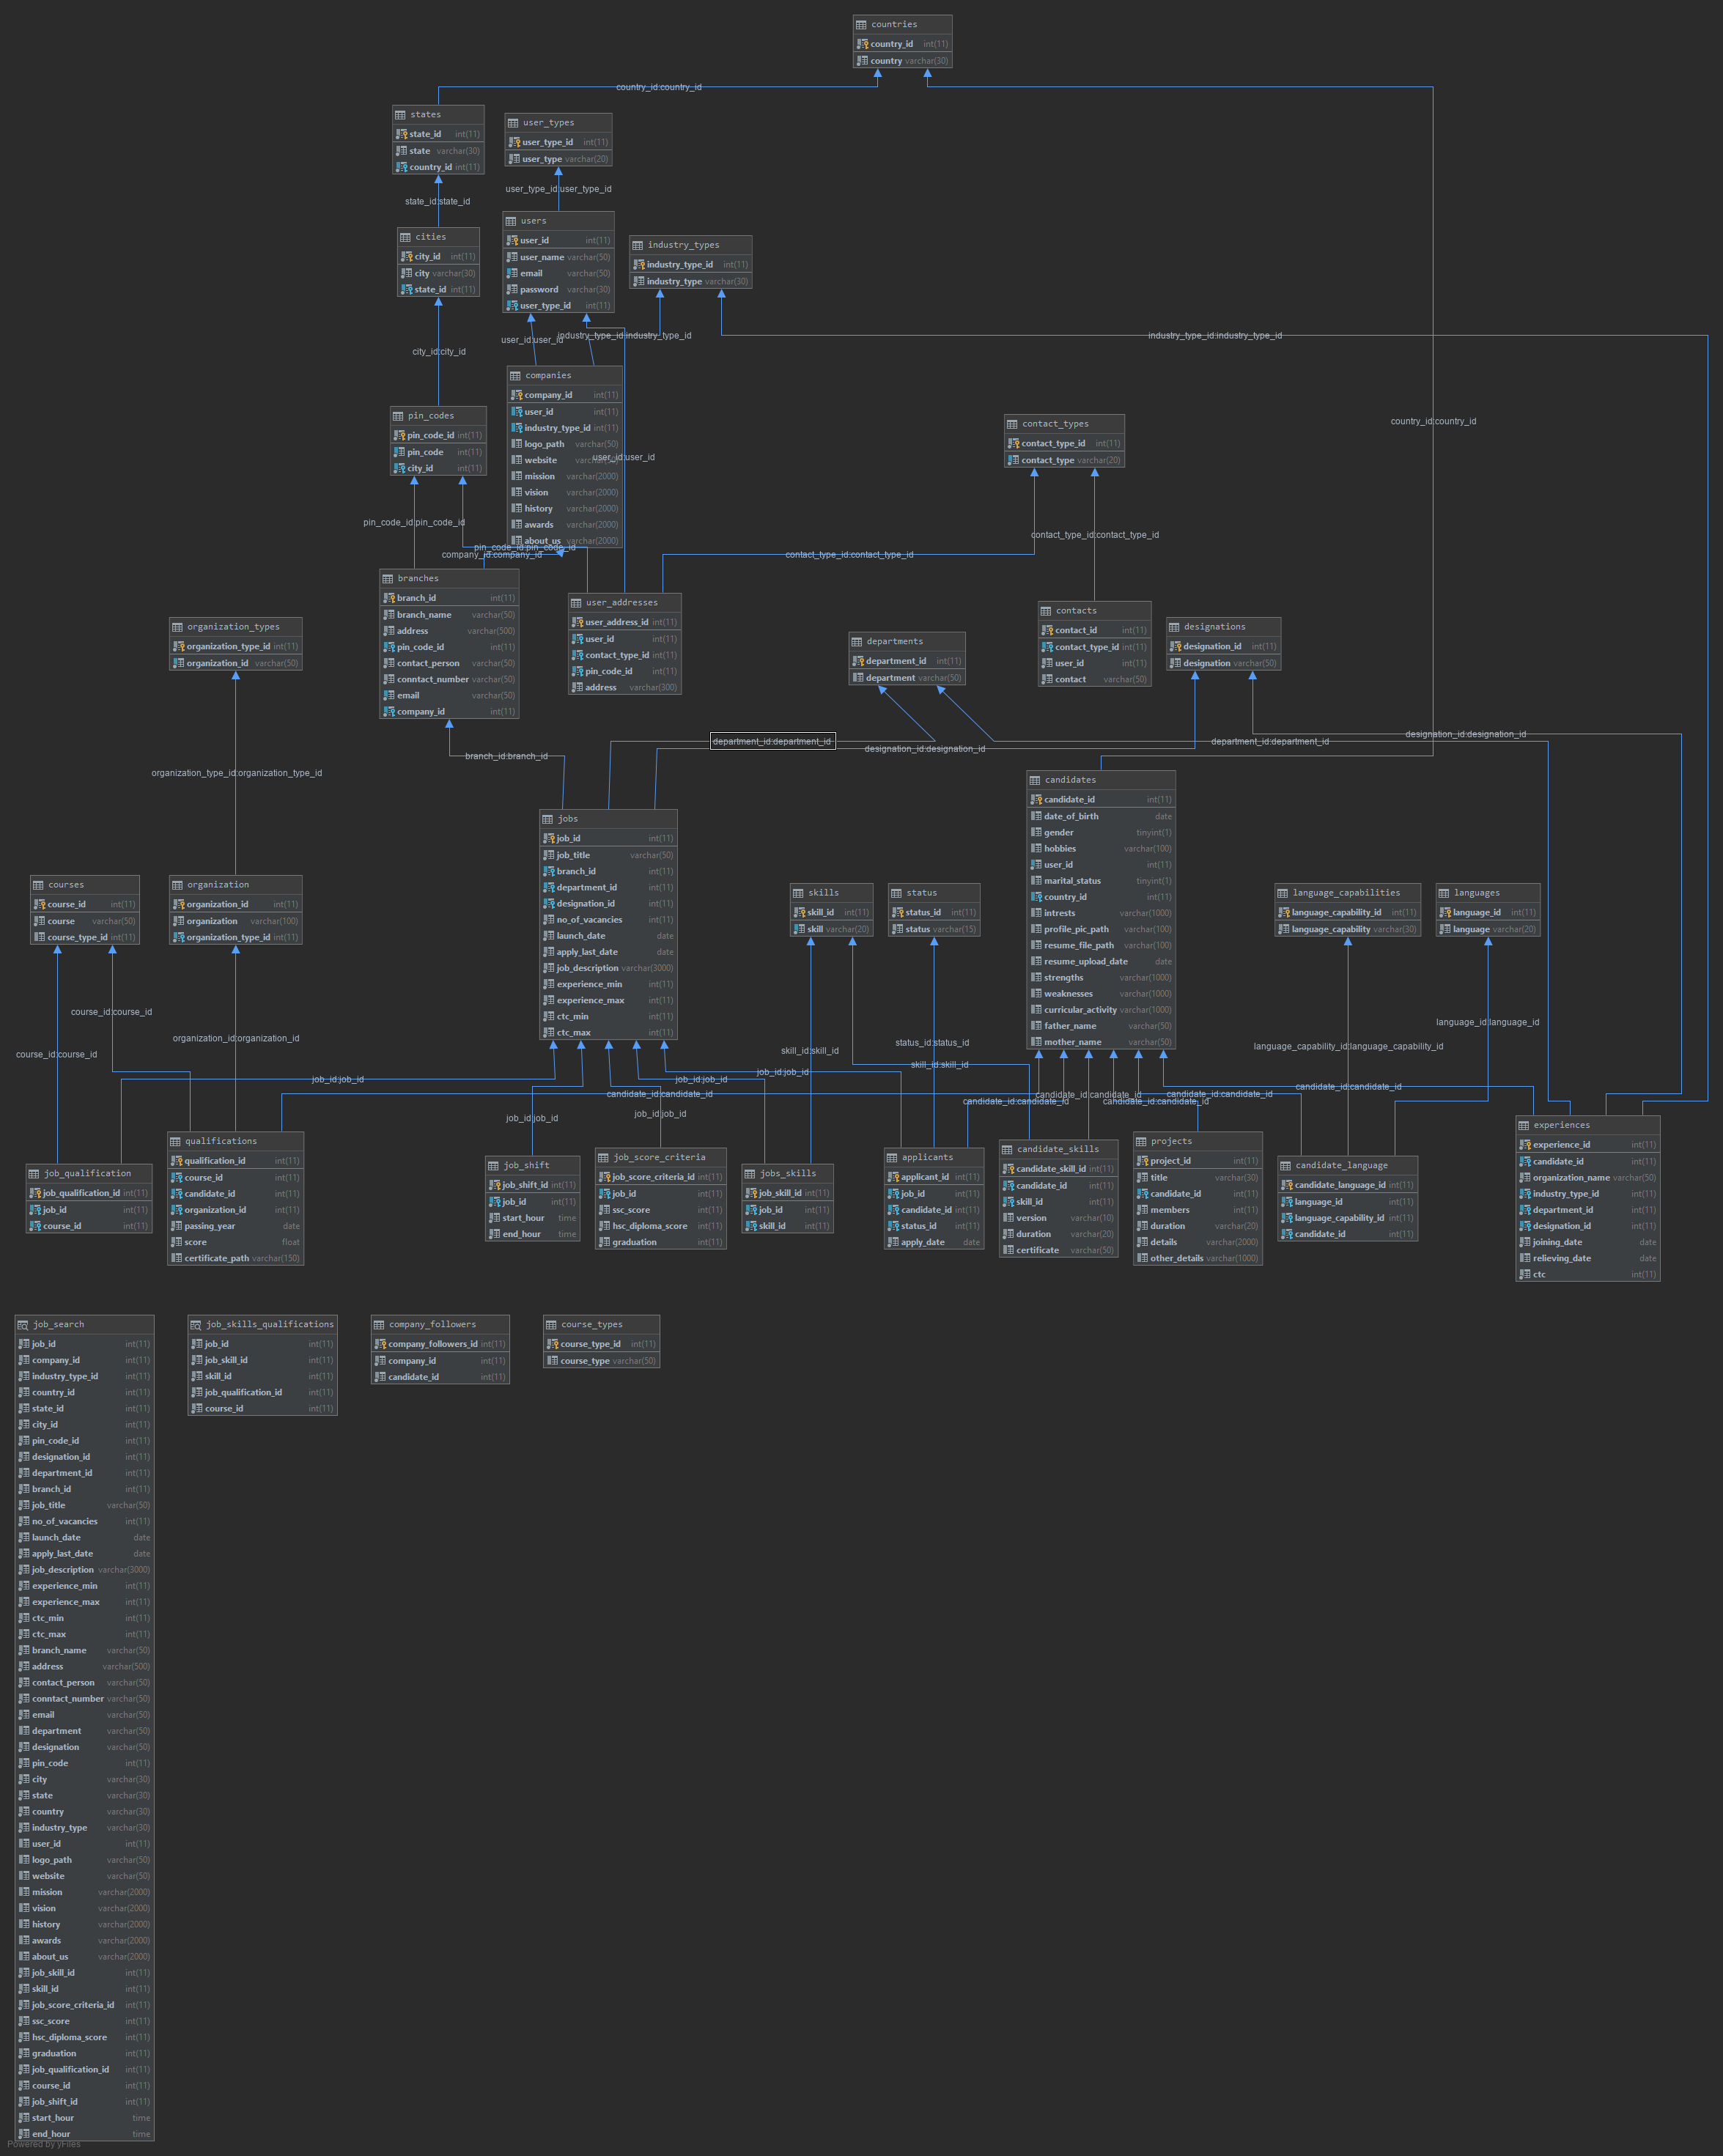 countries
country_id int(11)
country varchar(30)
country_id:country_id
states
state_id int(11)
state varchar(30)
country_id int(11)
user_types
user_type_id int(11)
user_type varchar(20)
user_type_id:user_type_id
state_id:state_id
users
user_id int(11)
user_name varchar(50)
email varchar(50)
password varchar(30)
user_type_id int(11)
cities
city_id int(11)
city varchar(30)
state_id int(11)
industry_types
industry_type_id int(11)
industry_type varchar(30)
user_id:user_id
industry_type_id:industry_type_id
industry_type_id:industry_type_id
city_id:city_id
companies
company_id int(11)
user_id int(11)
industry_type_id int(11)
logo_path varchar(50)
website varchar(50)
mission varchar(2000)
vision varchar(2000)
history varchar(2000)
awards varchar(2000)
about_us varchar(2000)
user_id:user_id
pin_codes
pin_code_id int(11)
pin_code int(11)
city_id int(11)
contact_types
contact_type_id int(11)
contact_type varchar(20)
country_id:country_id
pin_code_id:pin_code_id
pin_code_id:pin_code_id
company_id:company_id
contact_type_id:contact_type_id
contact_type_id:contact_type_id
branches
branch_id int(11)
branch_name varchar(50)
address varchar(500)
pin_code_id int(11)
contact_person varchar(50)
conntact_number varchar(50)
email varchar(50)
company_id int(11)
user_addresses
user_address_id int(11)
user_id int(11)
contact_type_id int(11)
pin_code_id int(11)
address varchar(300)
contacts
contact_id int(11)
contact_type_id int(11)
user_id int(11)
contact varchar(50)
organization_types
organization_type_id int(11)
organization_id varchar(50)
departments
department_id int(11)
department varchar(50)
designations
designation_id int(11)
designation varchar(50)
department_id:department_id
designation_id:designation_id
department_id:department_id
designation_id:designation_id
branch_id:branch_id
organization_type_id:organization_type_id
candidates
candidate_id int(11)
date_of_birth date
gender tinyint(1)
hobbies varchar(100)
user_id int(11)
marital_status tinyint(1)
country_id int(11)
intrests varchar(1000)
profile_pic_path varchar(100)
resume_file_path varchar(100)
resume_upload_date date
strengths varchar(1000)
weaknesses varchar(1000)
curricular_activity varchar(1000)
father_name varchar(50)
mother_name varchar(50)
jobs
job_id int(11)
job_title varchar(50)
branch_id int(11)
department_id int(11)
designation_id int(11)
no_of_vacancies int(11)
launch_date date
apply_last_date date
job_description varchar(3000)
experience_min int(11)
experience_max int(11)
ctc_min int(11)
ctc_max int(11)
courses
course_id int(11)
course varchar(50)
course_type_id int(11)
organization
organization_id int(11)
organization varchar(100)
organization_type_id int(11)
skills
skill_id int(11)
skill varchar(20)
status
status_id int(11)
status varchar(15)
language_capabilities
language_capability_id int(11)
language_capability varchar(30)
languages
language_id int(11)
language varchar(20)
course_id:course_id
course_id:course_id
organization_id:organization_id
skill_id:skill_id
status_id:status_id
skill_id:skill_id
language_id:language_id
language_capability_id:language_capability_id
job_id:job_id
job_id:job_id
job_id:job_id
job_id:job_id
job_id:job_id
candidate_id:candidate_id
candidate_id:candidate_id
candidate_id:candidate_id
candidate_id:candidate_id
candidate_id:candidate_id
candidate_id:candidate_id
job_qualification
job_qualification_id int(11)
job_id int(11)
course_id int(11)
qualifications
qualification_id int(11)
course_id int(11)
candidate_id int(11)
organization_id int(11)
passing_year date
score float
certificate_path varchar(150)
job_shift
job_shift_id int(11)
job_id int(11)
start_hour time
end_hour time
job_score_criteria
job_score_criteria_id int(11)
job_id int(11)
ssc_score int(11)
hsc_diploma_score int(11)
graduation int(11)
jobs_skills
job_skill_id int(11)
job_id int(11)
skill_id int(11)
applicants
applicant_id int(11)
job_id int(11)
candidate_id int(11)
status_id int(11)
apply_date date
candidate_skills
candidate_skill_id int(11)
candidate_id int(11)
skill_id int(11)
version varchar(10)
duration varchar(20)
certificate varchar(50)
projects
project_id int(11)
title varchar(30)
candidate_id int(11)
members int(11)
duration varchar(20)
details varchar(2000)
other_details varchar(1000)
candidate_language
candidate_language_id int(11)
language_id int(11)
language_capability_id int(11)
candidate_id int(11)
experiences
experience_id int(11)
candidate_id int(11)
organization_name varchar(50)
industry_type_id int(11)
department_id int(11)
designation_id int(11)
joining_date date
relieving_date date
ctc int(11)
job_search
job_id int(11)
company_id int(11)
industry_type_id int(11)
country_id int(11)
state_id int(11)
city_id int(11)
pin_code_id int(11)
designation_id int(11)
department_id int(11)
branch_id int(11)
job_title varchar(50)
no_of_vacancies int(11)
launch_date date
apply_last_date date
job_description varchar(3000)
experience_min int(11)
experience_max int(11)
ctc_min int(11)
ctc_max int(11)
branch_name varchar(50)
address varchar(500)
contact_person varchar(50)
conntact_number varchar(50)
email varchar(50)
department varchar(50)
designation varchar(50)
pin_code int(11)
city varchar(30)
state varchar(30)
country varchar(30)
industry_type varchar(30)
user_id int(11)
logo_path varchar(50)
website varchar(50)
mission varchar(2000)
vision varchar(2000)
history varchar(2000)
awards varchar(2000)
about_us varchar(2000)
job_skill_id int(11)
skill_id int(11)
job_score_criteria_id int(11)
ssc_score int(11)
hsc_diploma_score int(11)
graduation int(11)
job_qualification_id int(11)
course_id int(11)
job_shift_id int(11)
start_hour time
end_hour time
job_skills_qualifications
job_id int(11)
job_skill_id int(11)
skill_id int(11)
job_qualification_id int(11)
course_id int(11)
company_followers
company_followers_id int(11)
company_id int(11)
candidate_id int(11)
course_types
course_type_id int(11)
course_type varchar(50)
Powered by yFiles